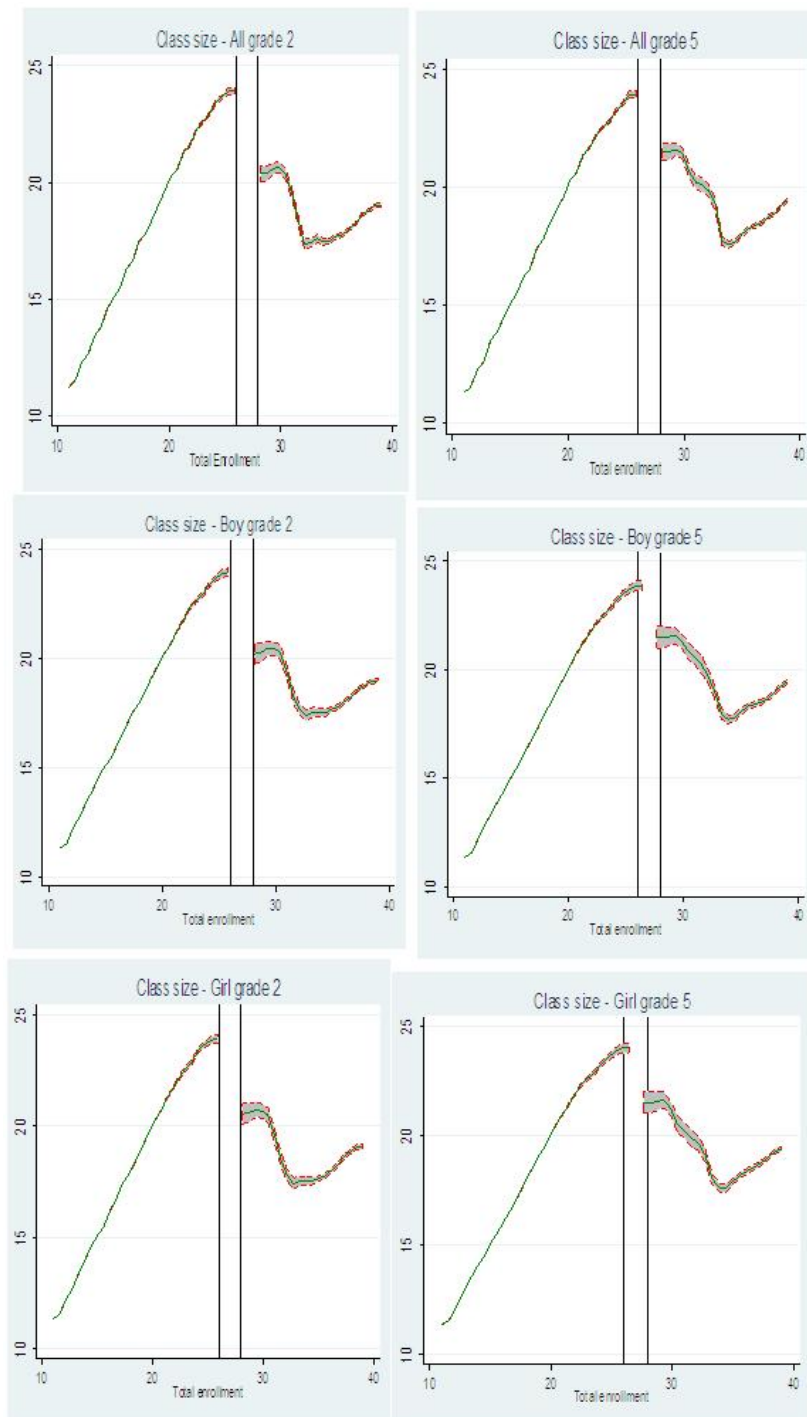 Class size - All grade 2
25
20
15
10
10 20 30 40
Total Enrollment
Class size - All grade 5
25
20
15
10
10 20 30 40
Total enrollment
Class size - Boy grade 2
25
20
15
10
10 20 30 40
Total enrollment
Class size - Boy grade 5
25
20
15
10
10 20 30 40
Total enrollment
Class size - Girl grade 2
25
20
15
10
10 20 30 40
Total enrollment
Class size - Girl grade 5
25
20
15
10
10 20 30 40
Total enrollment